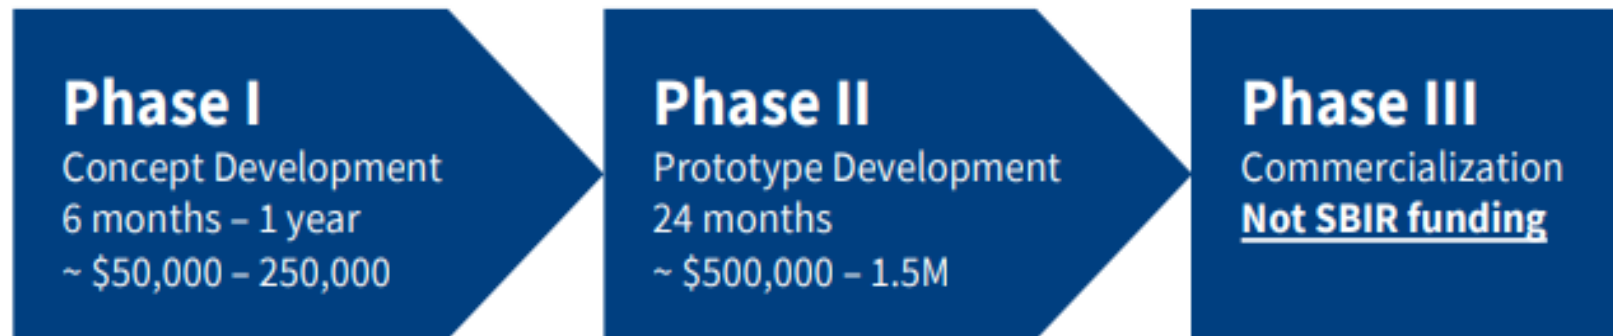 Phase I
Concept Development
6 months – 1 year
~ $50,000 – 250,000
Phase II
Prototype Development
24 months
~ $500,000 – 1.5M
Phase III
Commercialization
Not SBIR funding